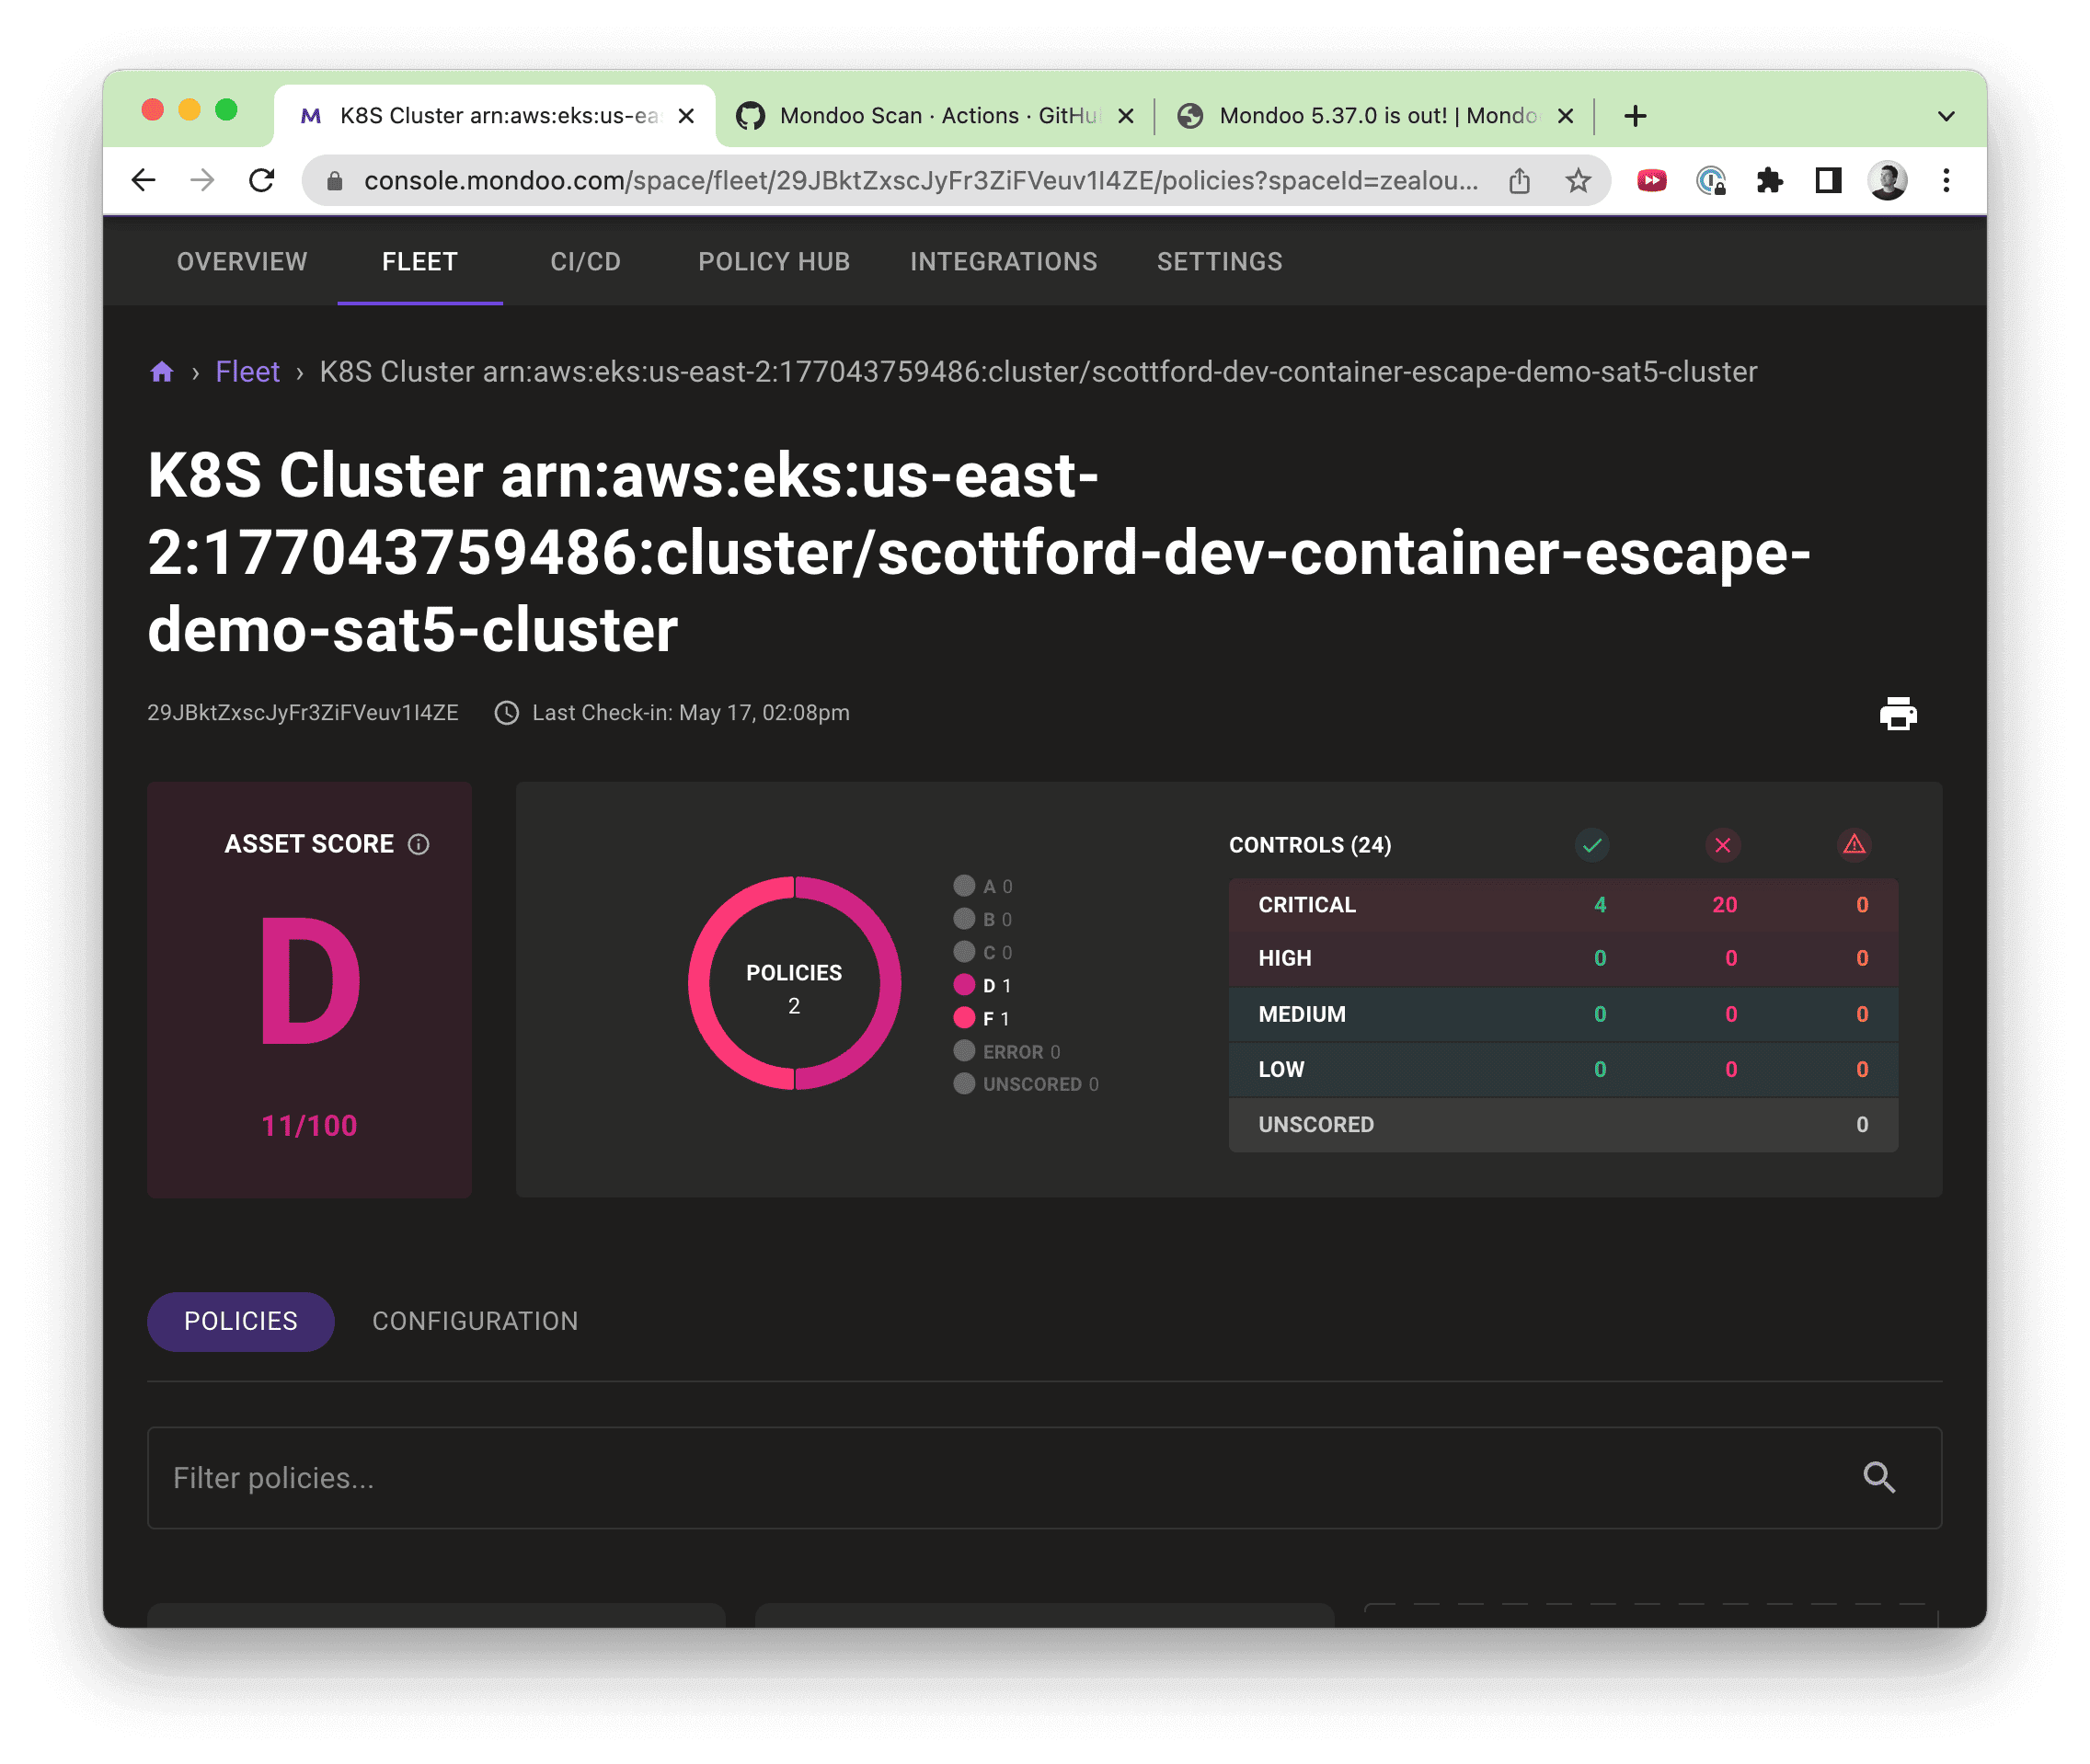 K8S Cluster arn:aws:eks:us-ea
Mondoo Scan · Actions · GitHu
Mondoo 5.37.0 is out! | Mondo
console.mondoo.com/space/fleet/29JBktZxscJyFr3ZiFVeuv1I4ZE/policies?spaceId=zealou...
OVERVIEW FLEET CI/CD POLICY HUB INTEGRATIONS SETTINGS
› Fleet › K8S Cluster arn:aws:eks:us-east-2:177043759486:cluster/scottford-dev-container-escape-demo-sat5-cluster
K8S Cluster arn:aws:eks:us-east-
2:177043759486:cluster/scottford-dev-container-escape-
demo-sat5-cluster
29JBktZxscJyFr3ZiFVeuv1I4ZE Last Check-in: May 17, 02:08pm
ASSET SCORE
D
11/100
POLICIES
2
A 0
B 0
C 0
D 1
F 1
ERROR 0
UNSCORED 0
CONTROLS (24)
CRITICAL 4 20 0
HIGH 0 0 0
MEDIUM 0 0 0
LOW 0 0 0
UNSCORED 0
POLICIES CONFIGURATION
Filter policies...